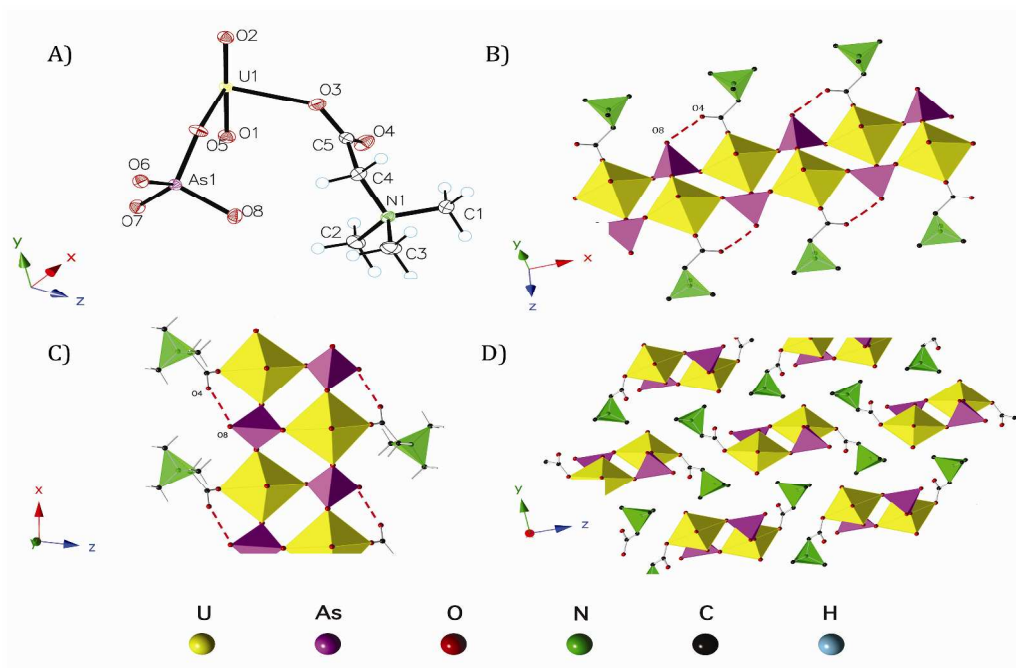 A)
O2
U1
O3
O1
O5
C5
O4
O6
As1
C4
O7
O8
N1
C1
C2
C3
y
x
z
B)
O4
O8
y
x
z
C)
O4
O8
x
y
z
D)
y
z
U As O N C H